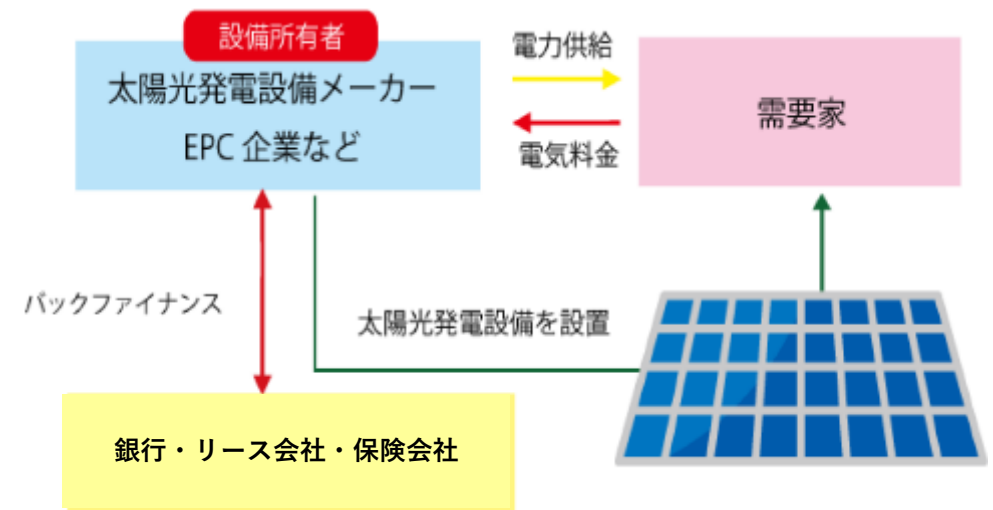 設備所有者
太陽光発電設備メーカー
EPC 企業など
電力供給
電気料金
需要家
バックファイナンス
太陽光発電設備を設置
銀行・リース会社・保険会社